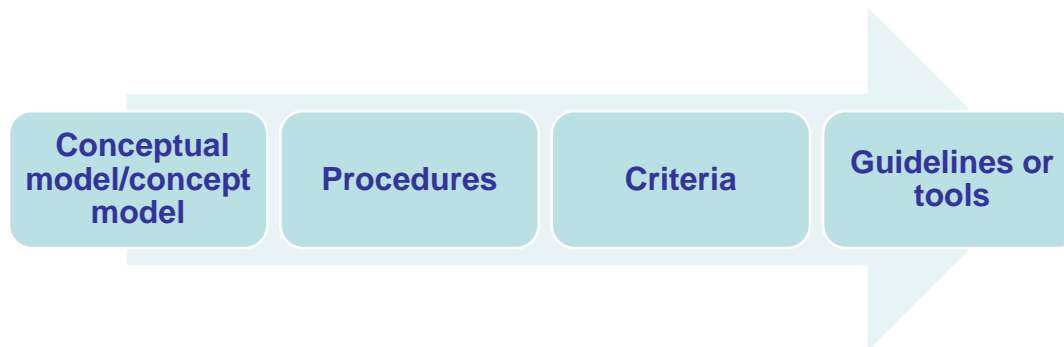 Conceptual
model/concept
model
Procedures
Criteria
Guidelines or
tools